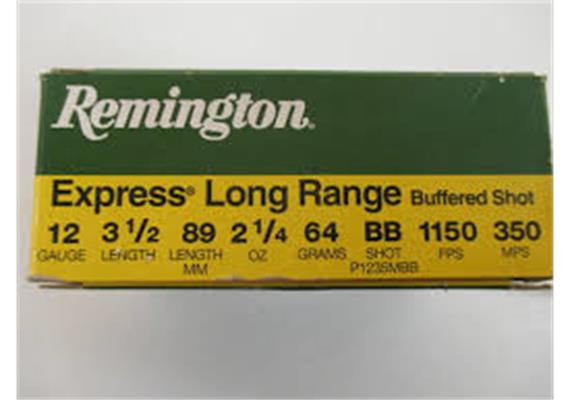 Remington.
Express® Long Range Buffered Shot
12 3 1/2 89 2 1/4 64 BB 1150 350
GAUGE LENGTH LENGTH OZ GRAMS SHOT FPS MPS
MM P1235MBB